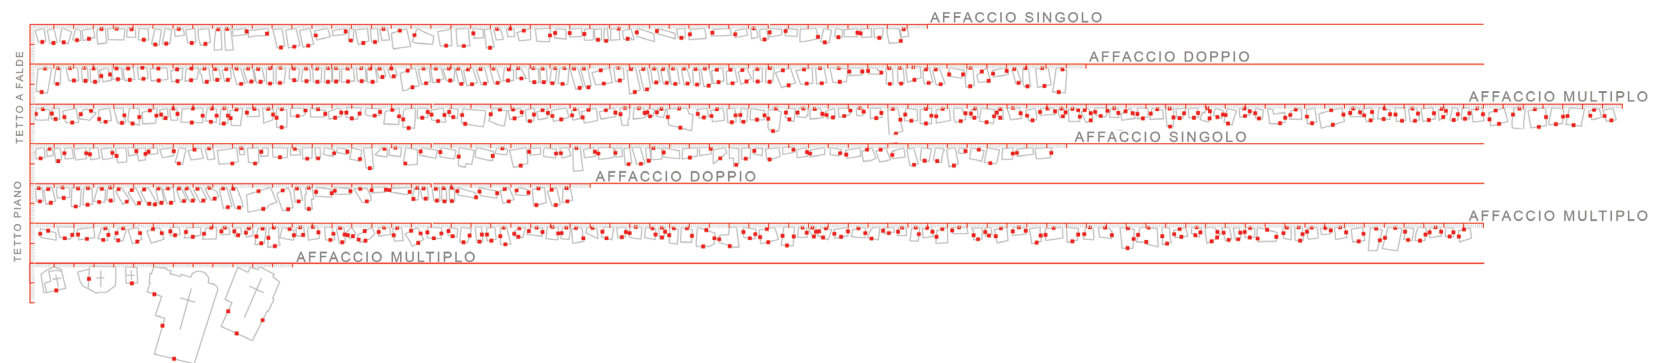 AFFACCIO SINGOLO
TETTO A FALDE
AFFACCIO DOPPIO
AFFACCIO MULTIPLO
AFFACCIO SINGOLO
TETTO PIANO
AFFACCIO DOPPIO
AFFACCIO MULTIPLO
AFFACCIO MULTIPLO